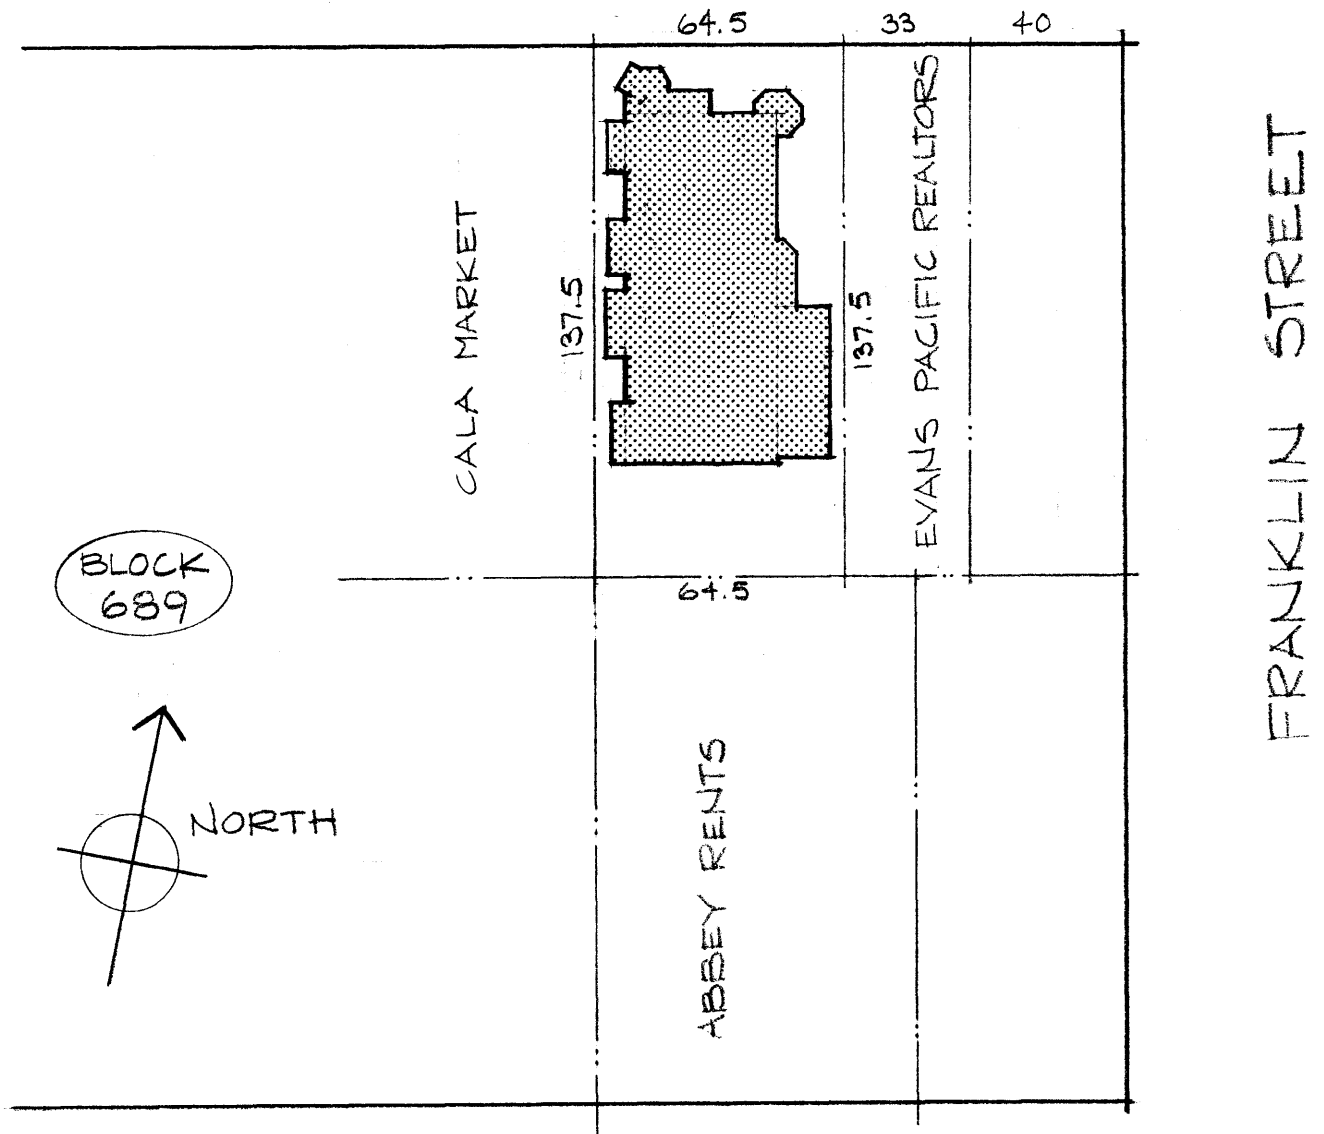 64.5
33
40
CALA MARKET
137.5
137.5
EVANS PACIFIC REALTORS
FRANKLIN STREET
BLOCK
689
64.5
NORTH
ABBEY RENTS